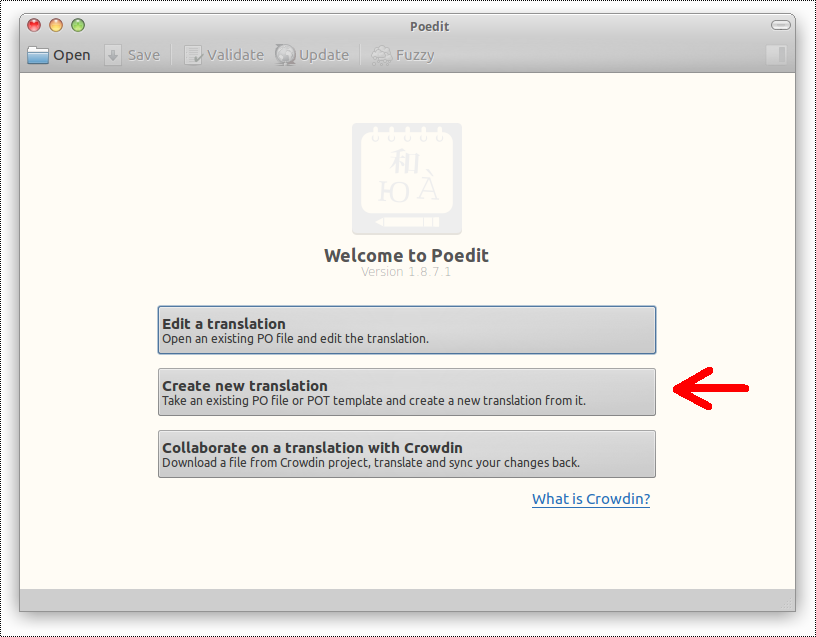 Poedit
Open Save Validate Update Fuzzy
和
Ю À
Welcome to Poedit
Version 1.8.7.1
Edit a translation
Open an existing PO file and edit the translation.
Create new translation
Take an existing PO file or POT template and create a new translation from it.
Collaborate on a translation with Crowdin
Download a file from Crowdin project, translate and sync your changes back.
What is Crowdin?